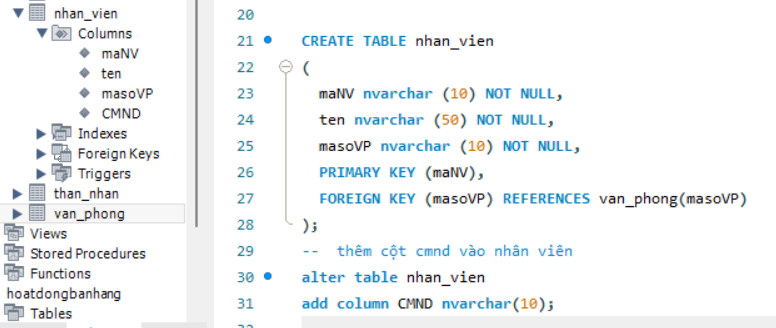 nhan_vien
Columns
maNV
ten
masoVP
CMND
Indexes
Foreign Keys
Triggers
than_nhan
van_phong
Views
Stored Procedures
Functions
hoatdongbanhang
Tables
20
21 CREATE TABLE nhan_vien
22 (
23 maNV nvarchar (10) NOT NULL,
24 ten nvarchar (50) NOT NULL,
25 masoVP nvarchar (10) NOT NULL,
26 PRIMARY KEY (maNV),
27 FOREIGN KEY (masoVP) REFERENCES van_phong(masoVP)
28 );
29 -- thêm cột cmnd vào nhân viên
30 alter table nhan_vien
31 add column CMND nvarchar(10);